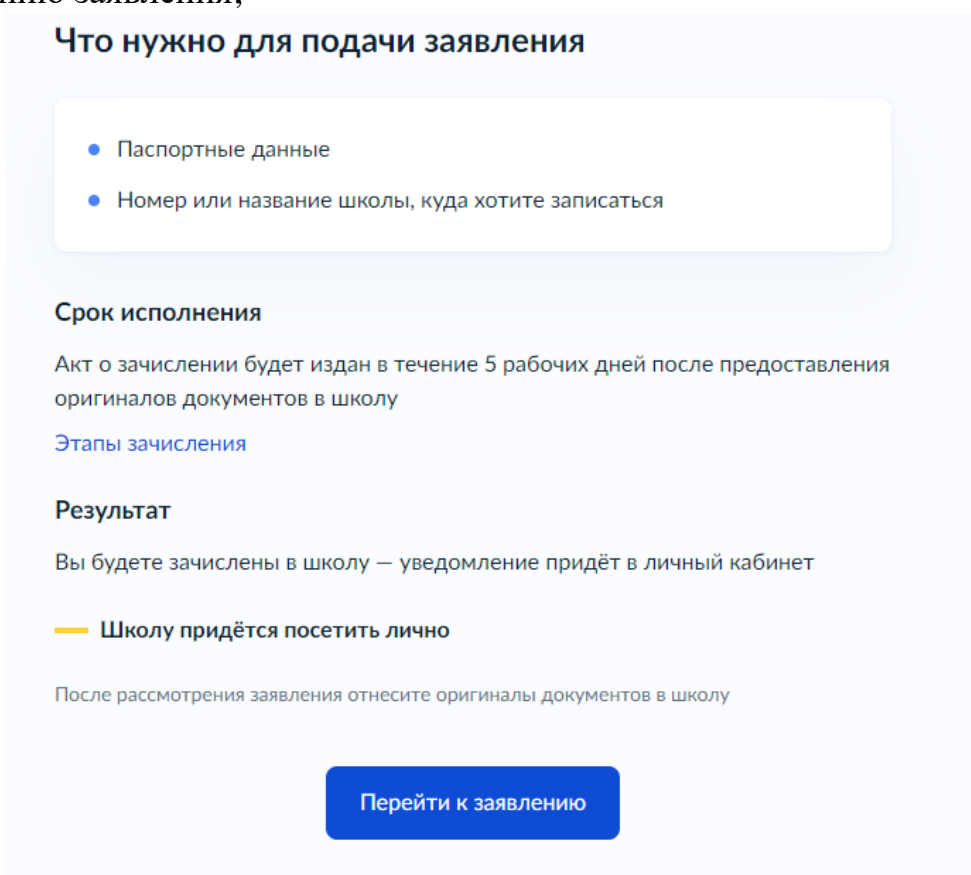 заявления;
Что нужно для подачи заявления
Паспортные данные
Номер или название школы, куда хотите записаться
Срок исполнения
Акт о зачислении будет издан в течение 5 рабочих дней после предоставления
оригиналов документов в школу
Этапы зачисления
Результат
Вы будете зачислены в школу — уведомление придёт в личный кабинет
Школу придётся посетить лично
После рассмотрения заявления отнесите оригиналы документов в школу
Перейти к заявлению